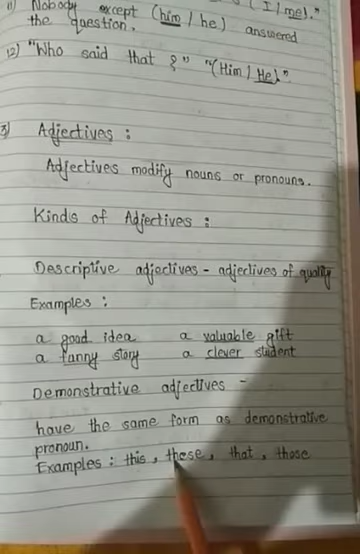 (I / me)."
11) Nobody except (him / he) answered
the question.
12) "Who said that ?" "(Him / He)"
3) Adjectives :
Adjectives modify nouns or pronouns.
Kinds of Adjectives :
Descriptive adjectives - adjectives of quality
Examples :
a good idea a valuable gift
a fanny story a clever student
Demonstrative adjectives -
have the same form as demonstrative
pronoun.
Examples : this , these , that , those